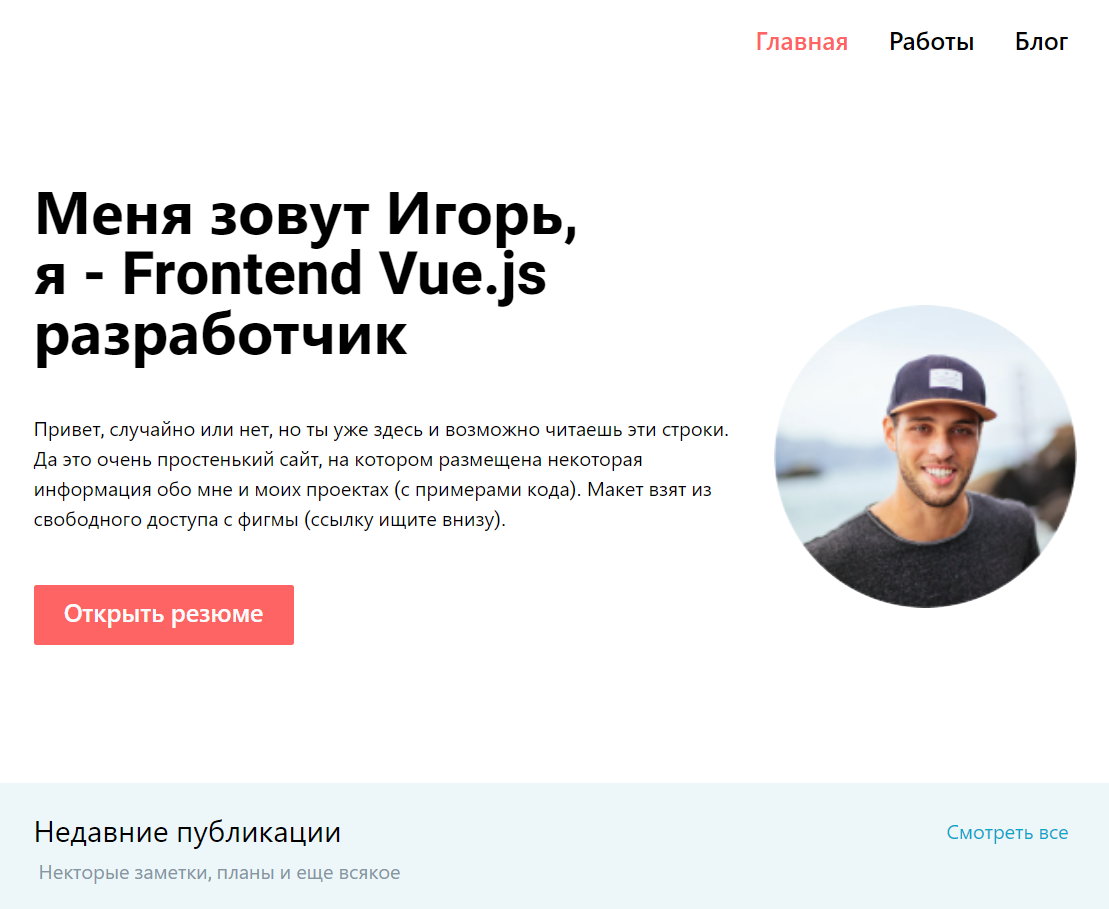 Главная Работы Блог
Меня зовут Игорь,
я - Frontend Vue.js
разработчик
Привет, случайно или нет, но ты уже здесь и возможно читаешь эти строки.
Да это очень простенький сайт, на котором размещена некоторая
информация обо мне и моих проектах (с примерами кода). Макет взят из
свободного доступа с фигмы (ссылку ищите внизу).
Открыть резюме
Недавние публикации
Смотреть все
Некторые заметки, планы и еще всякое